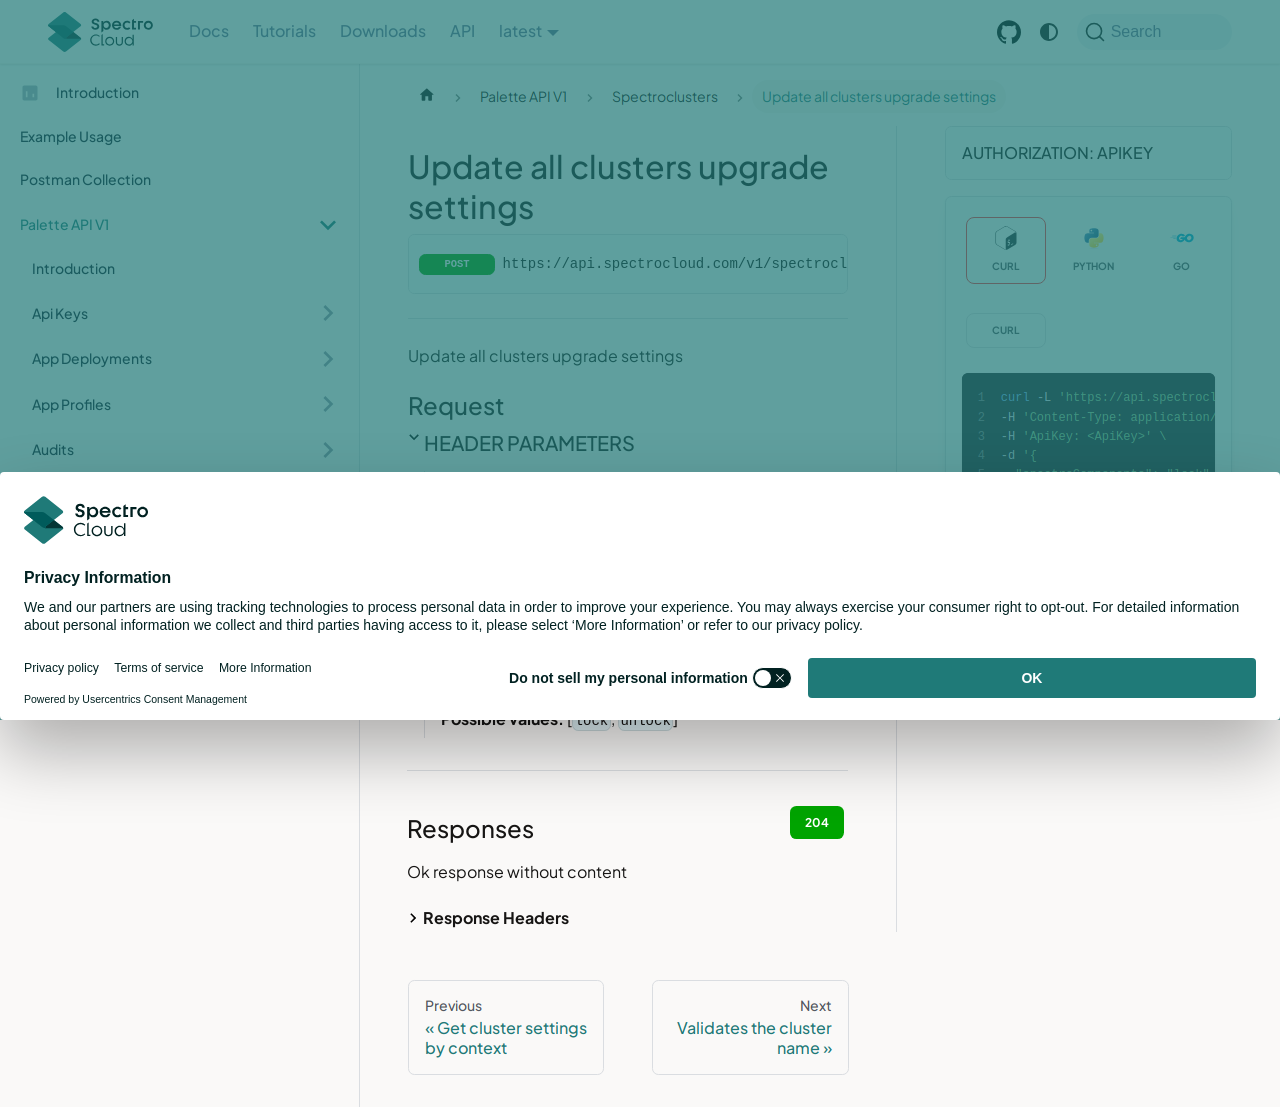 Spectro Cloud
Docs
Tutorials
Downloads
API
latest
Search
Introduction
Example Usage
Postman Collection
Palette API V1
Introduction
Api Keys
App Deployments
App Profiles
Audits
Palette API V1
Spectroclusters
Update all clusters upgrade settings
Update all clusters upgrade
settings
POST https://api.spectrocloud.com/v1/spectrocl
Update all clusters upgrade settings
Request
HEADER PARAMETERS
AUTHORIZATION: APIKEY
CURL
PYTHON
GO
CURL
1 curl -L 'https://api.spectrocl
2 -H 'Content-Type: application/
3 -H 'ApiKey: <ApiKey>' \
4 -d '{
Spectro
Cloud
Privacy Information
We and our partners are using tracking technologies to process personal data in order to improve your experience. You may always exercise your consumer right to opt-out. For detailed information
about personal information we collect and third parties having access to it, please select ‘More Information’ or refer to our privacy policy.
Privacy policy
Terms of service
More Information
Do not sell my personal information
OK
Powered by Usercentrics Consent Management
Possible values: [lock, unlock]
Responses
204
Ok response without content
Response Headers
Previous
« Get cluster settings
by context
Next
Validates the cluster
name »